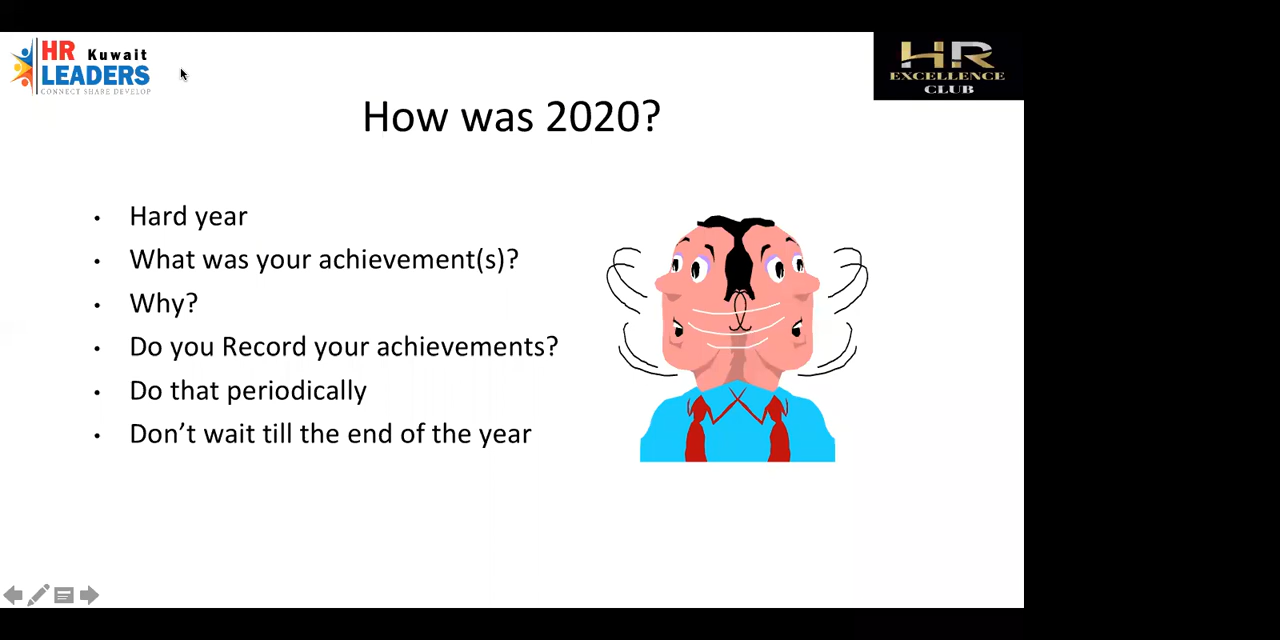 HR Kuwait
LEADERS
CONNECT SHARE DEVELOP
HR
EXCELLENCE
CLUB
How was 2020?
• Hard year
• What was your achievement(s)?
• Why?
• Do you Record your achievements?
• Do that periodically
• Don’t wait till the end of the year